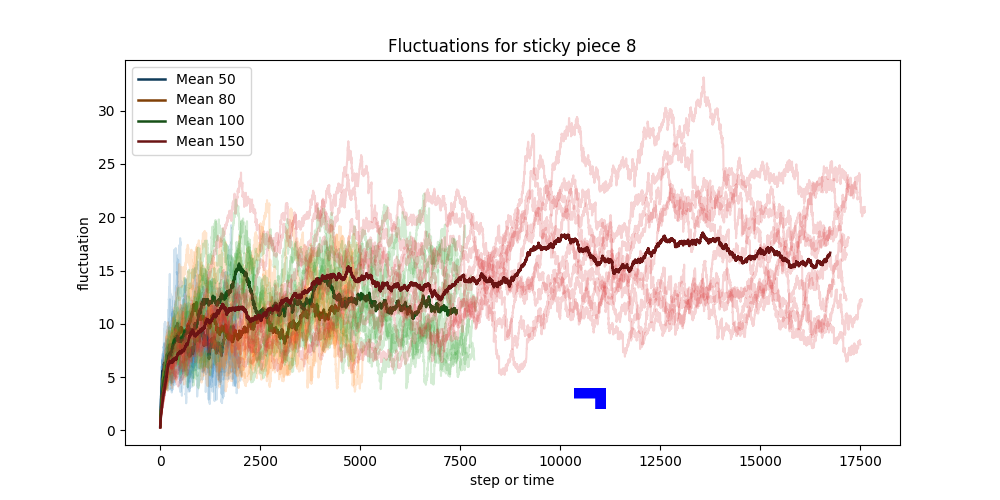 Fluctuations for sticky piece 8
Mean 50
Mean 80
Mean 100
Mean 150
fluctuation
30
25
20
15
10
5
0
0 2500 5000 7500 10000 12500 15000 17500
step or time